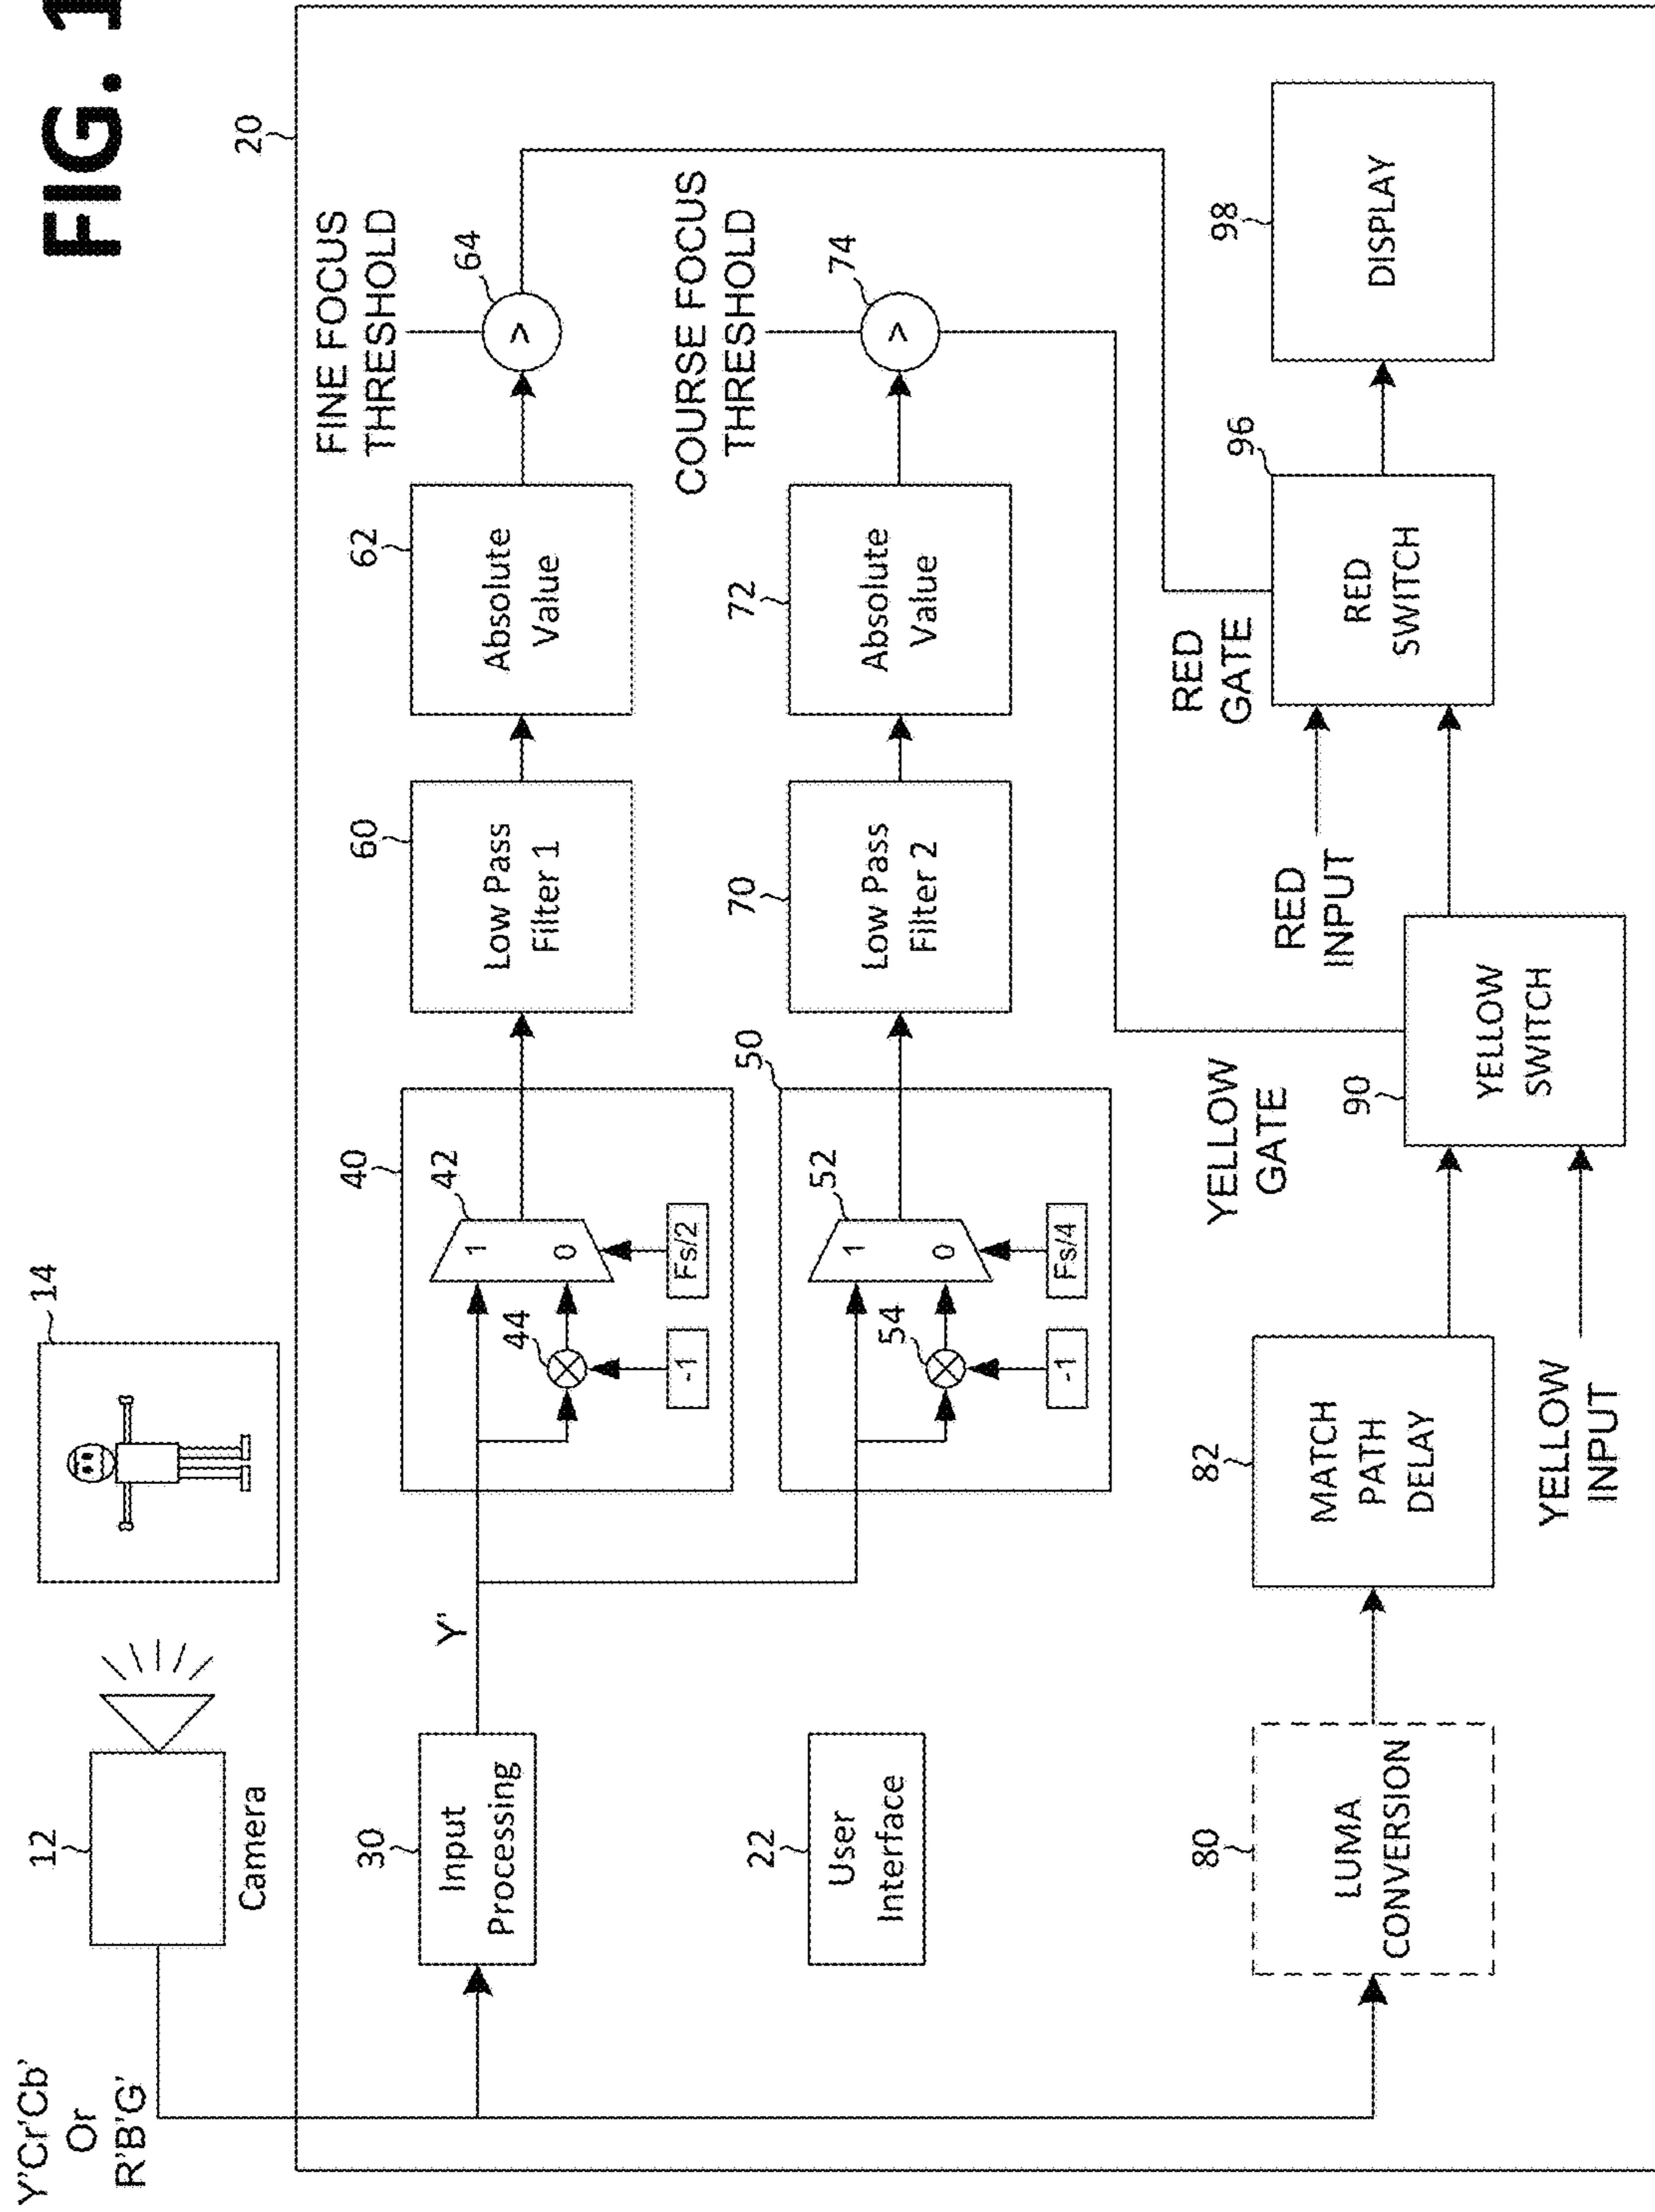 FIG. 1
Y'Cr'Cb'
Or
R'B'G'
12
Camera
14
20
30
Input
Processing
Y'
40
42
1
0
44
-1
Fs/2
60
Low Pass
Filter 1
62
Absolute
Value
FINE FOCUS
THRESHOLD
64
>
22
User
Interface
50
52
1
0
54
-1
Fs/4
70
Low Pass
Filter 2
72
Absolute
Value
COURSE FOCUS
THRESHOLD
74
>
80
LUMA
CONVERSION
82
MATCH
PATH
DELAY
YELLOW
INPUT
YELLOW
GATE
90
YELLOW
SWITCH
RED
INPUT
RED
GATE
96
RED
SWITCH
98
DISPLAY